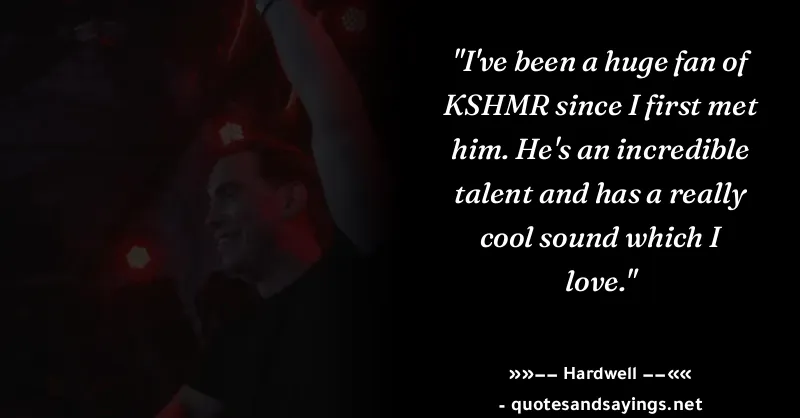 "I've been a huge fan of
KSHMR since I first met
him. He's an incredible
talent and has a really
cool sound which I
love."
»»−− Hardwell −−««
- quotesandsayings.net